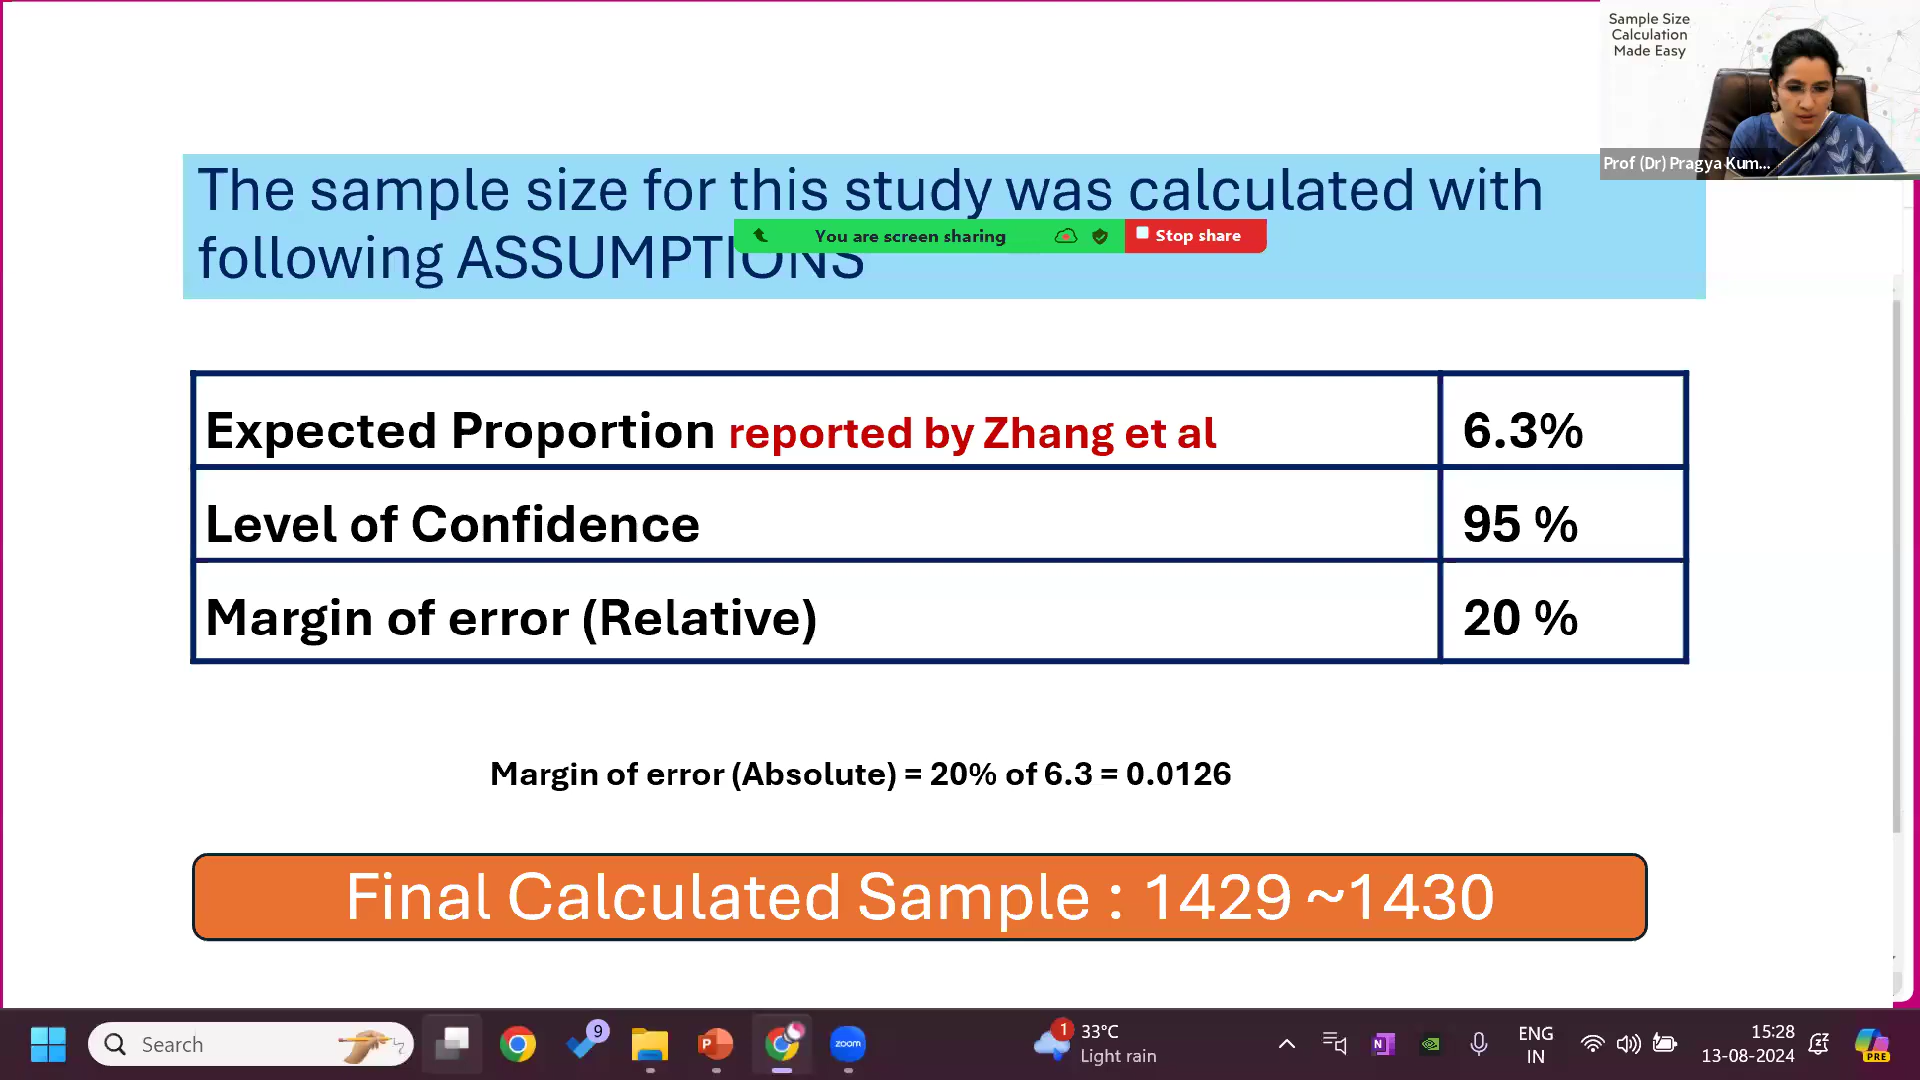 Sample Size
Calculation
Made Easy
Prof (Dr) Pragya Kum...
The sample size for this study was calculated with
You are screen sharing
Stop share
following ASSUMPTIONS
Expected Proportion reported by Zhang et al 6.3%
Level of Confidence 95 %
Margin of error (Relative) 20 %
Margin of error (Absolute) = 20% of 6.3 = 0.0126
Final Calculated Sample : 1429 ~1430
Search
9
P
zoom
1
33°C
Light rain
N
ENG
IN
15:28
13-08-2024
PRE